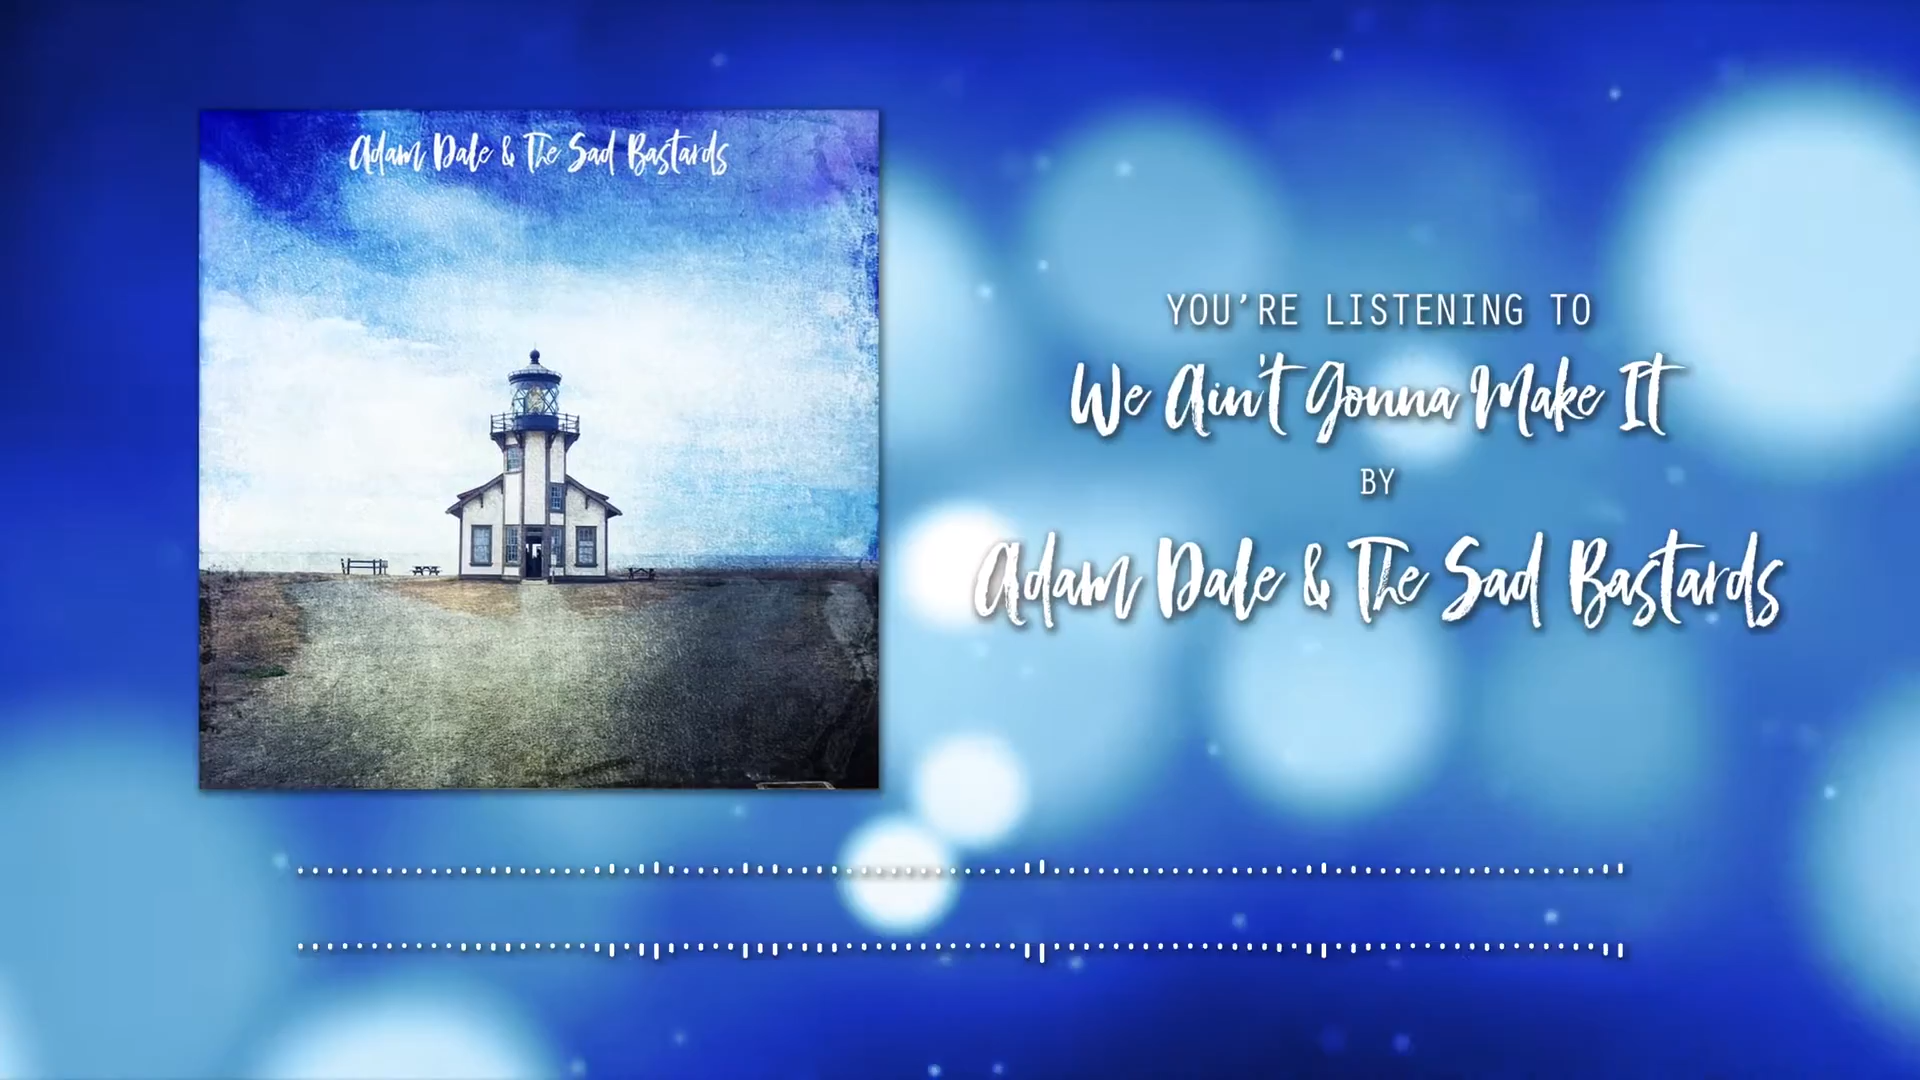 Adam Dale & The Sad Bastards
YOU'RE LISTENING TO
We Ain't Gonna Make It
BY
Adam Dale & The Sad Bastards